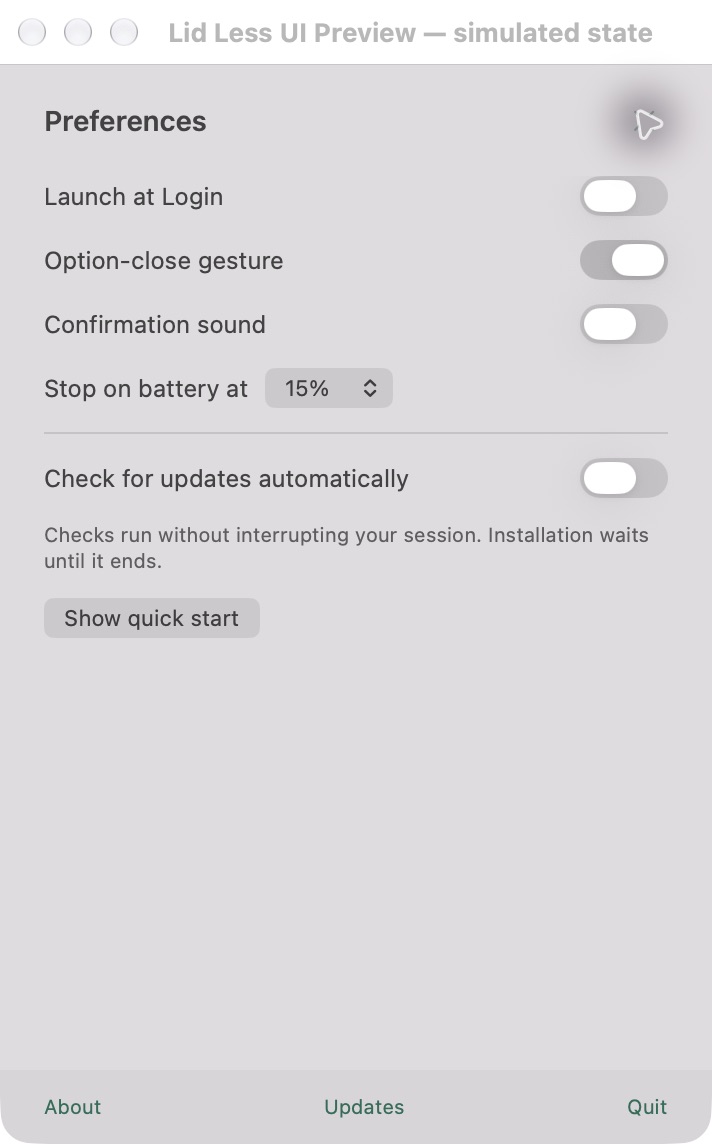 Lid Less UI Preview — simulated state
Preferences
Launch at Login
Option-close gesture
Confirmation sound
Stop on battery at 15%
Check for updates automatically
Checks run without interrupting your session. Installation waits
until it ends.
Show quick start
About Updates Quit